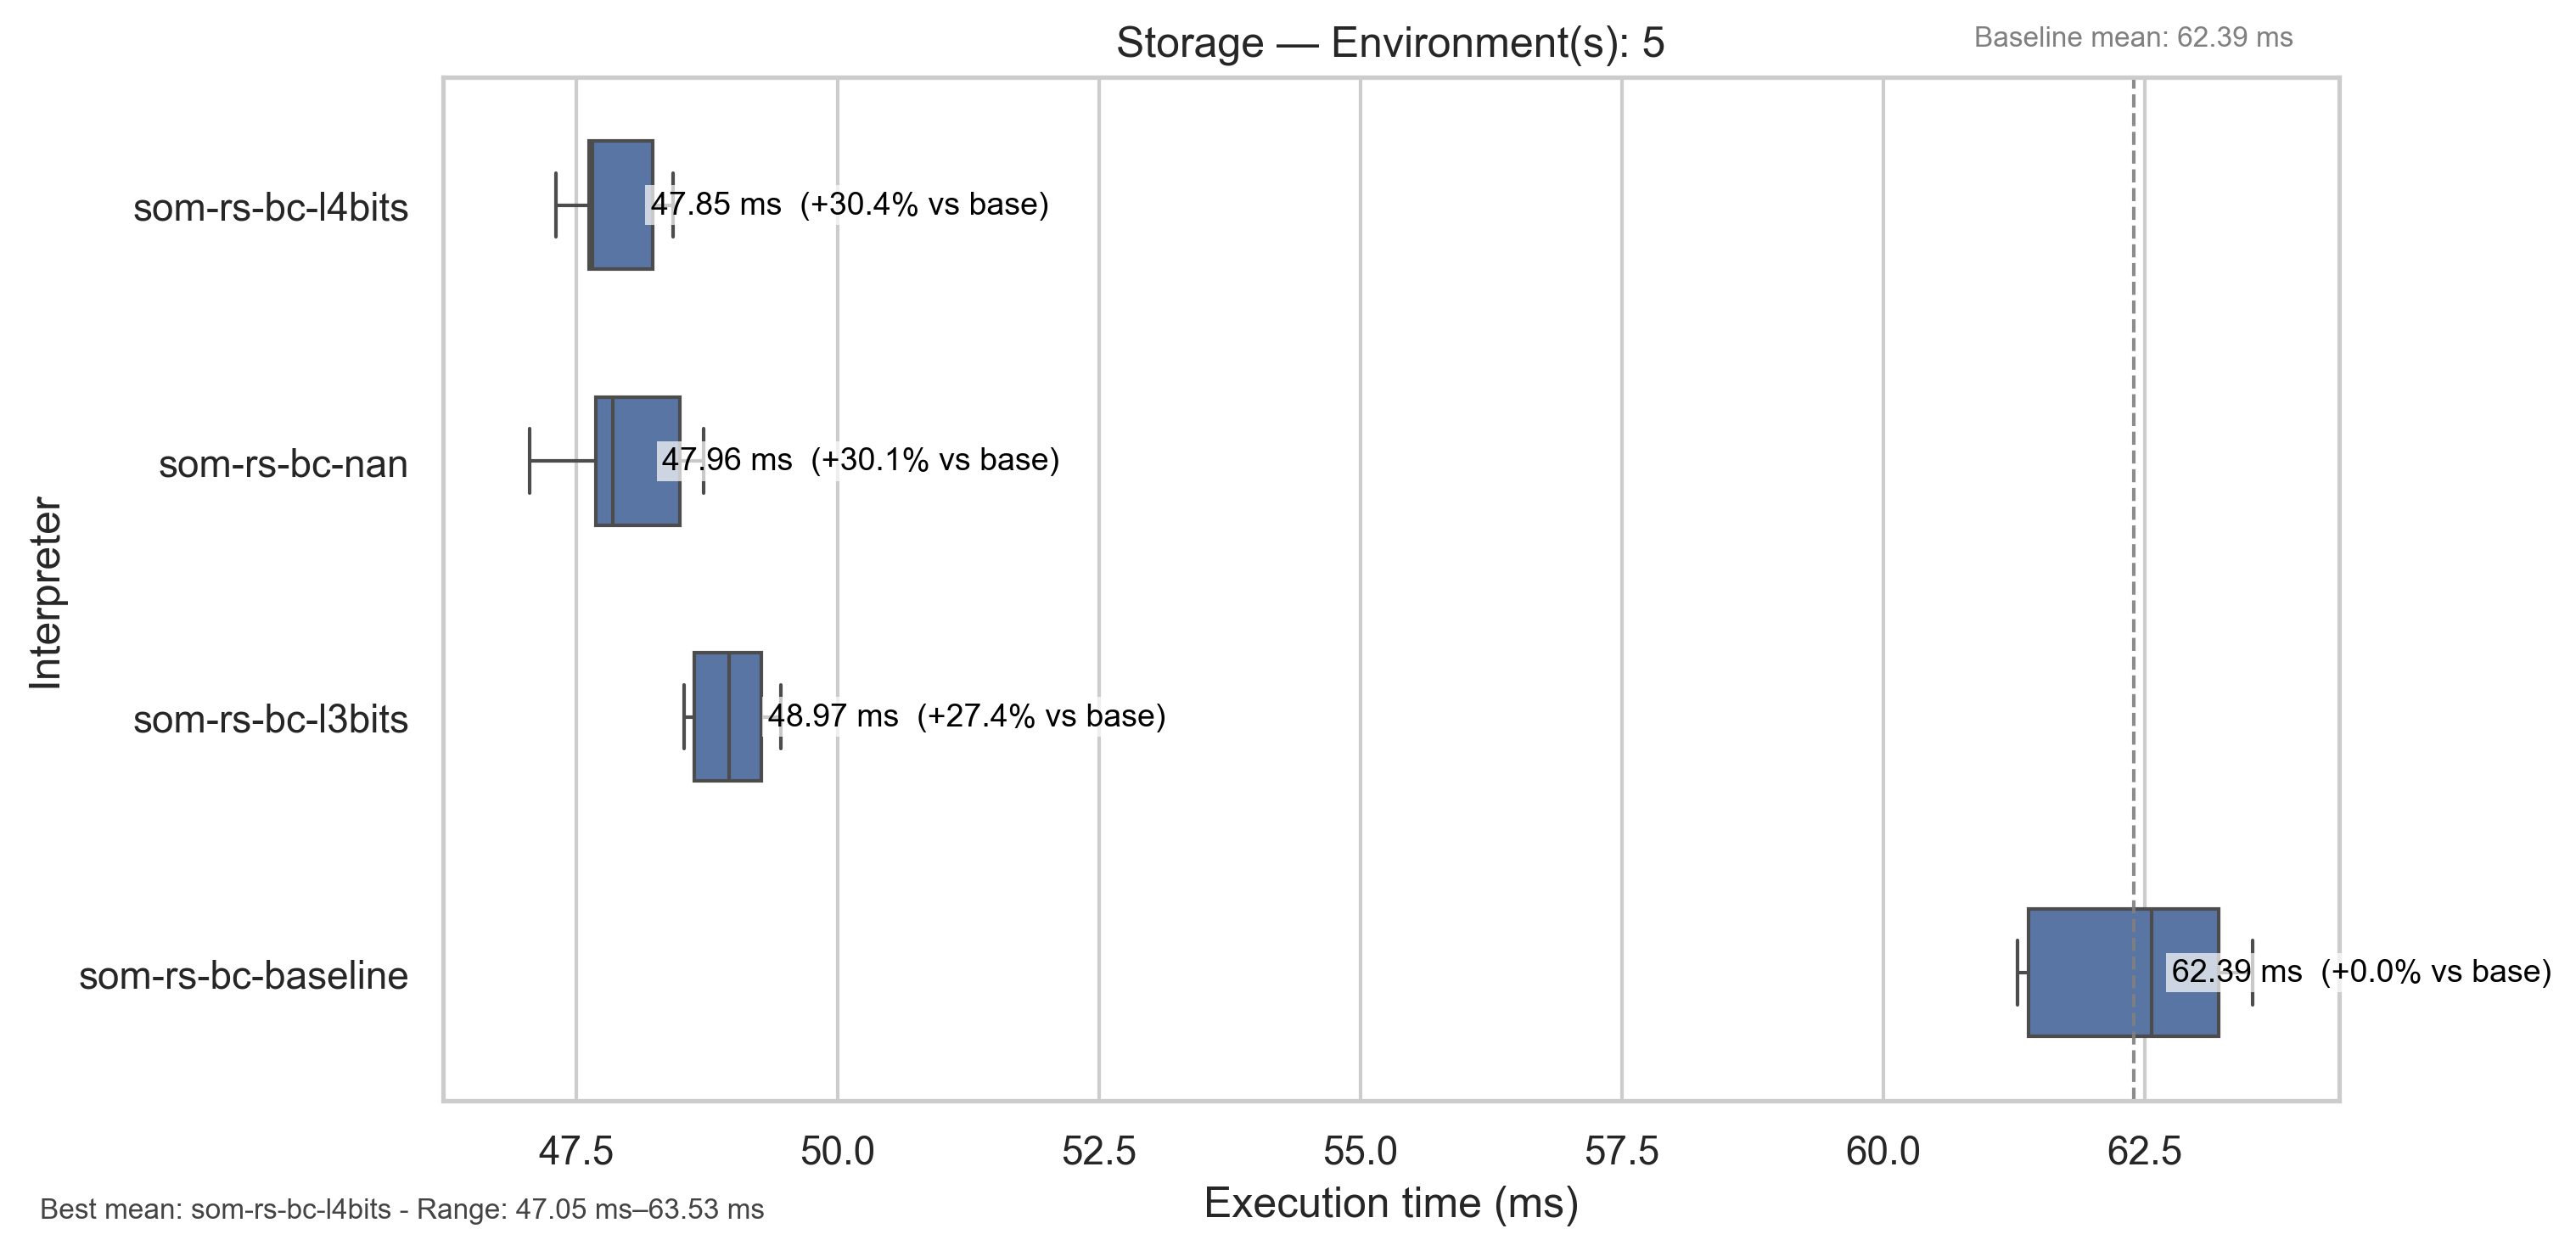 Storage — Environment(s): 5
Baseline mean: 62.39 ms
Interpreter
som-rs-bc-l4bits
47.85 ms  (+30.4% vs base)
som-rs-bc-nan
47.96 ms  (+30.1% vs base)
som-rs-bc-l3bits
48.97 ms  (+27.4% vs base)
som-rs-bc-baseline
62.39 ms  (+0.0% vs base)
47.5 50.0 52.5 55.0 57.5 60.0 62.5
Execution time (ms)
Best mean: som-rs-bc-l4bits - Range: 47.05 ms–63.53 ms